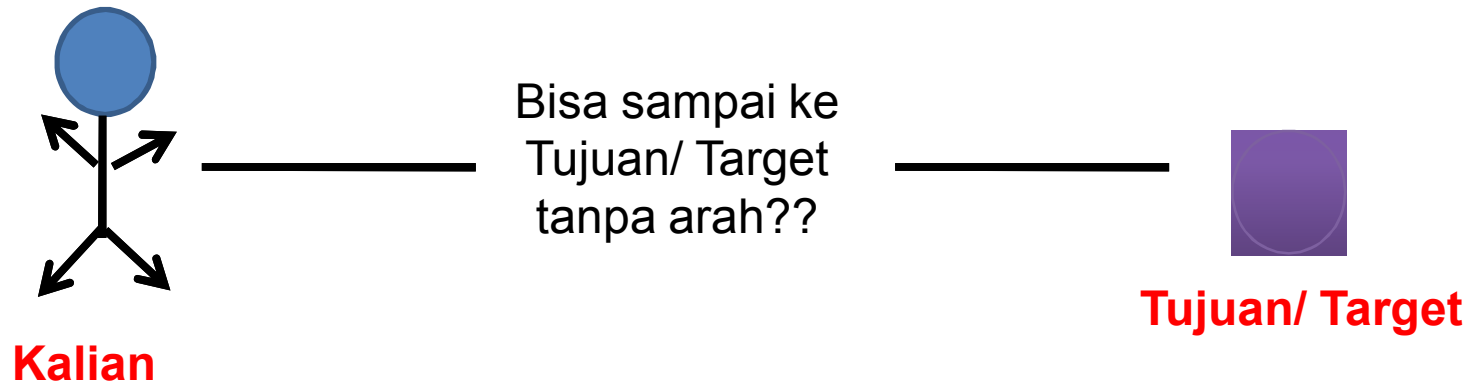 Bisa sampai ke
Tujuan/ Target
tanpa arah??
Tujuan/ Target
Kalian